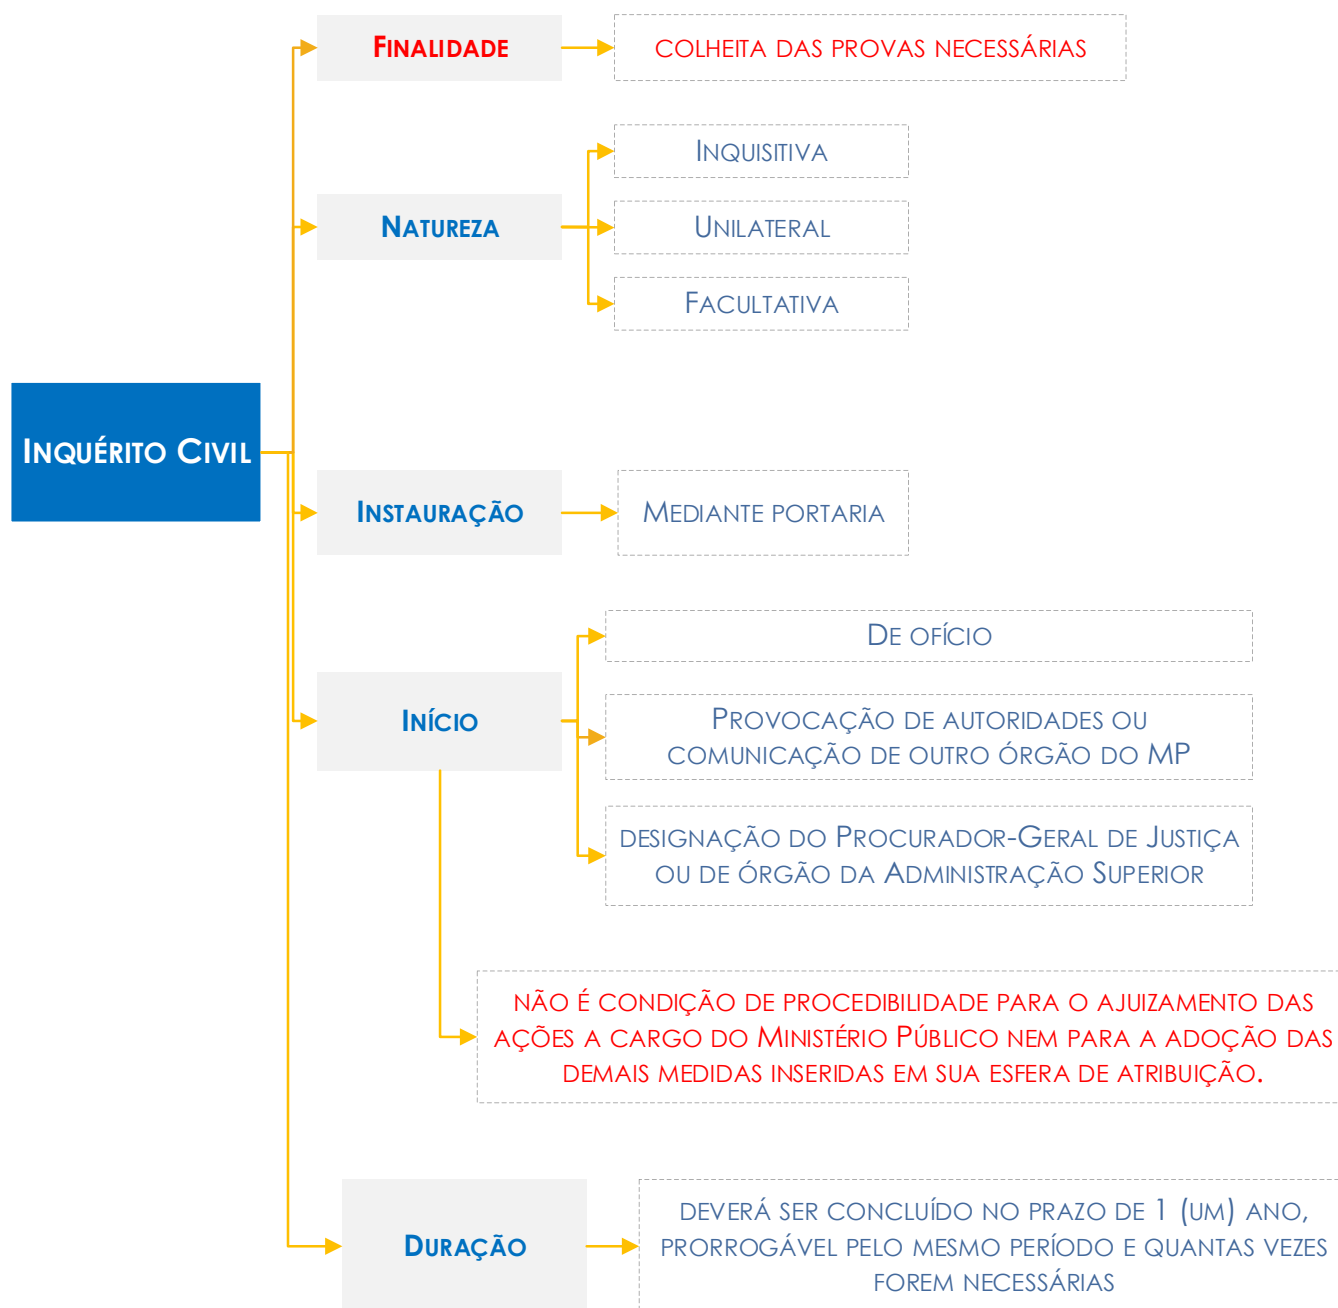 FINALIDADE
COLHEITA DAS PROVAS NECESSÁRIAS
INQUISITIVA
NATUREZA
UNILATERAL
FACULTATIVA
INQUÉRITO CIVIL
INSTAURAÇÃO
MEDIANTE PORTARIA
DE OFÍCIO
INÍCIO
PROVOCAÇÃO DE AUTORIDADES OU
COMUNICAÇÃO DE OUTRO ÓRGÃO DO MP
DESIGNAÇÃO DO PROCURADOR-GERAL DE JUSTIÇA
OU DE ÓRGÃO DA ADMINISTRAÇÃO SUPERIOR
NÃO É CONDIÇÃO DE PROCEDIBILIDADE PARA O AJUIZAMENTO DAS
AÇÕES A CARGO DO MINISTÉRIO PÚBLICO NEM PARA A ADOÇÃO DAS
DEMAIS MEDIDAS INSERIDAS EM SUA ESFERA DE ATRIBUIÇÃO.
DURAÇÃO
DEVERÁ SER CONCLUÍDO NO PRAZO DE 1 (UM) ANO,
PRORROGÁVEL PELO MESMO PERÍODO E QUANTAS VEZES
FOREM NECESSÁRIAS